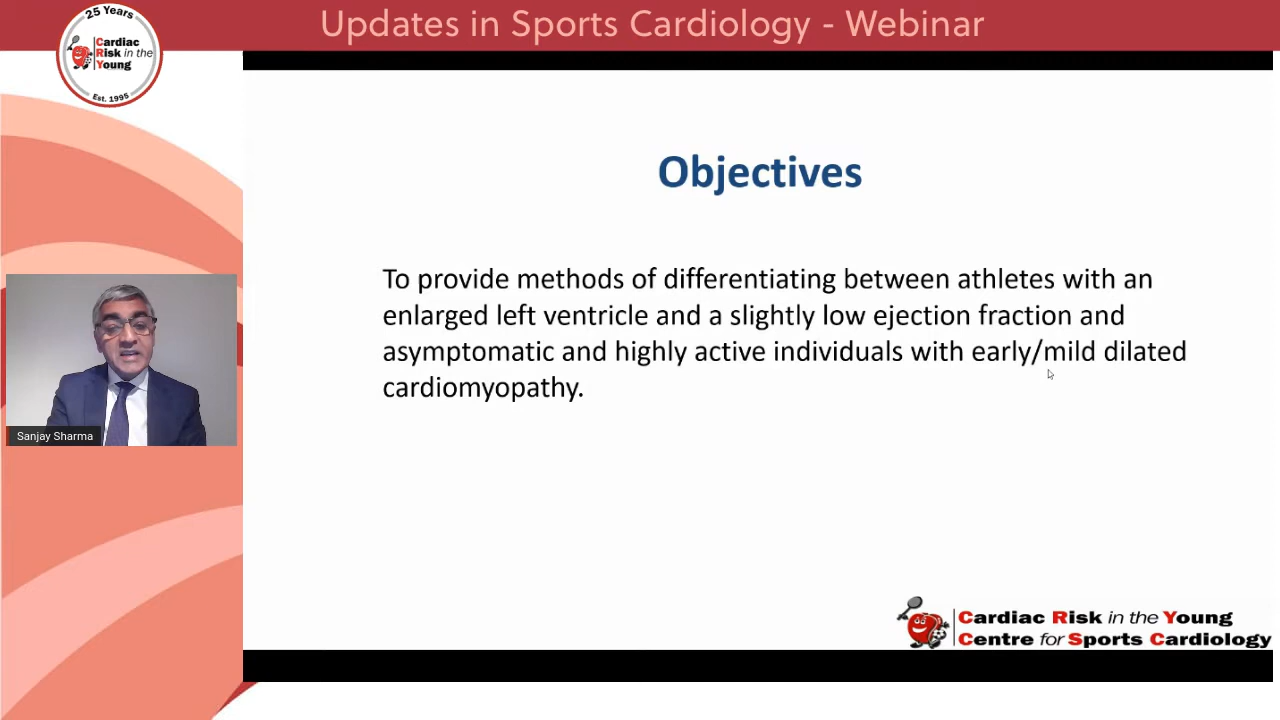 Updates in Sports Cardiology - Webinar
25 Years
Cardiac
Risk in the
Young
Est. 1995
Objectives
To provide methods of differentiating between athletes with an
enlarged left ventricle and a slightly low ejection fraction and
asymptomatic and highly active individuals with early/mild dilated
cardiomyopathy.
Sanjay Sharma
Cardiac Risk in the Young
Centre for Sports Cardiology